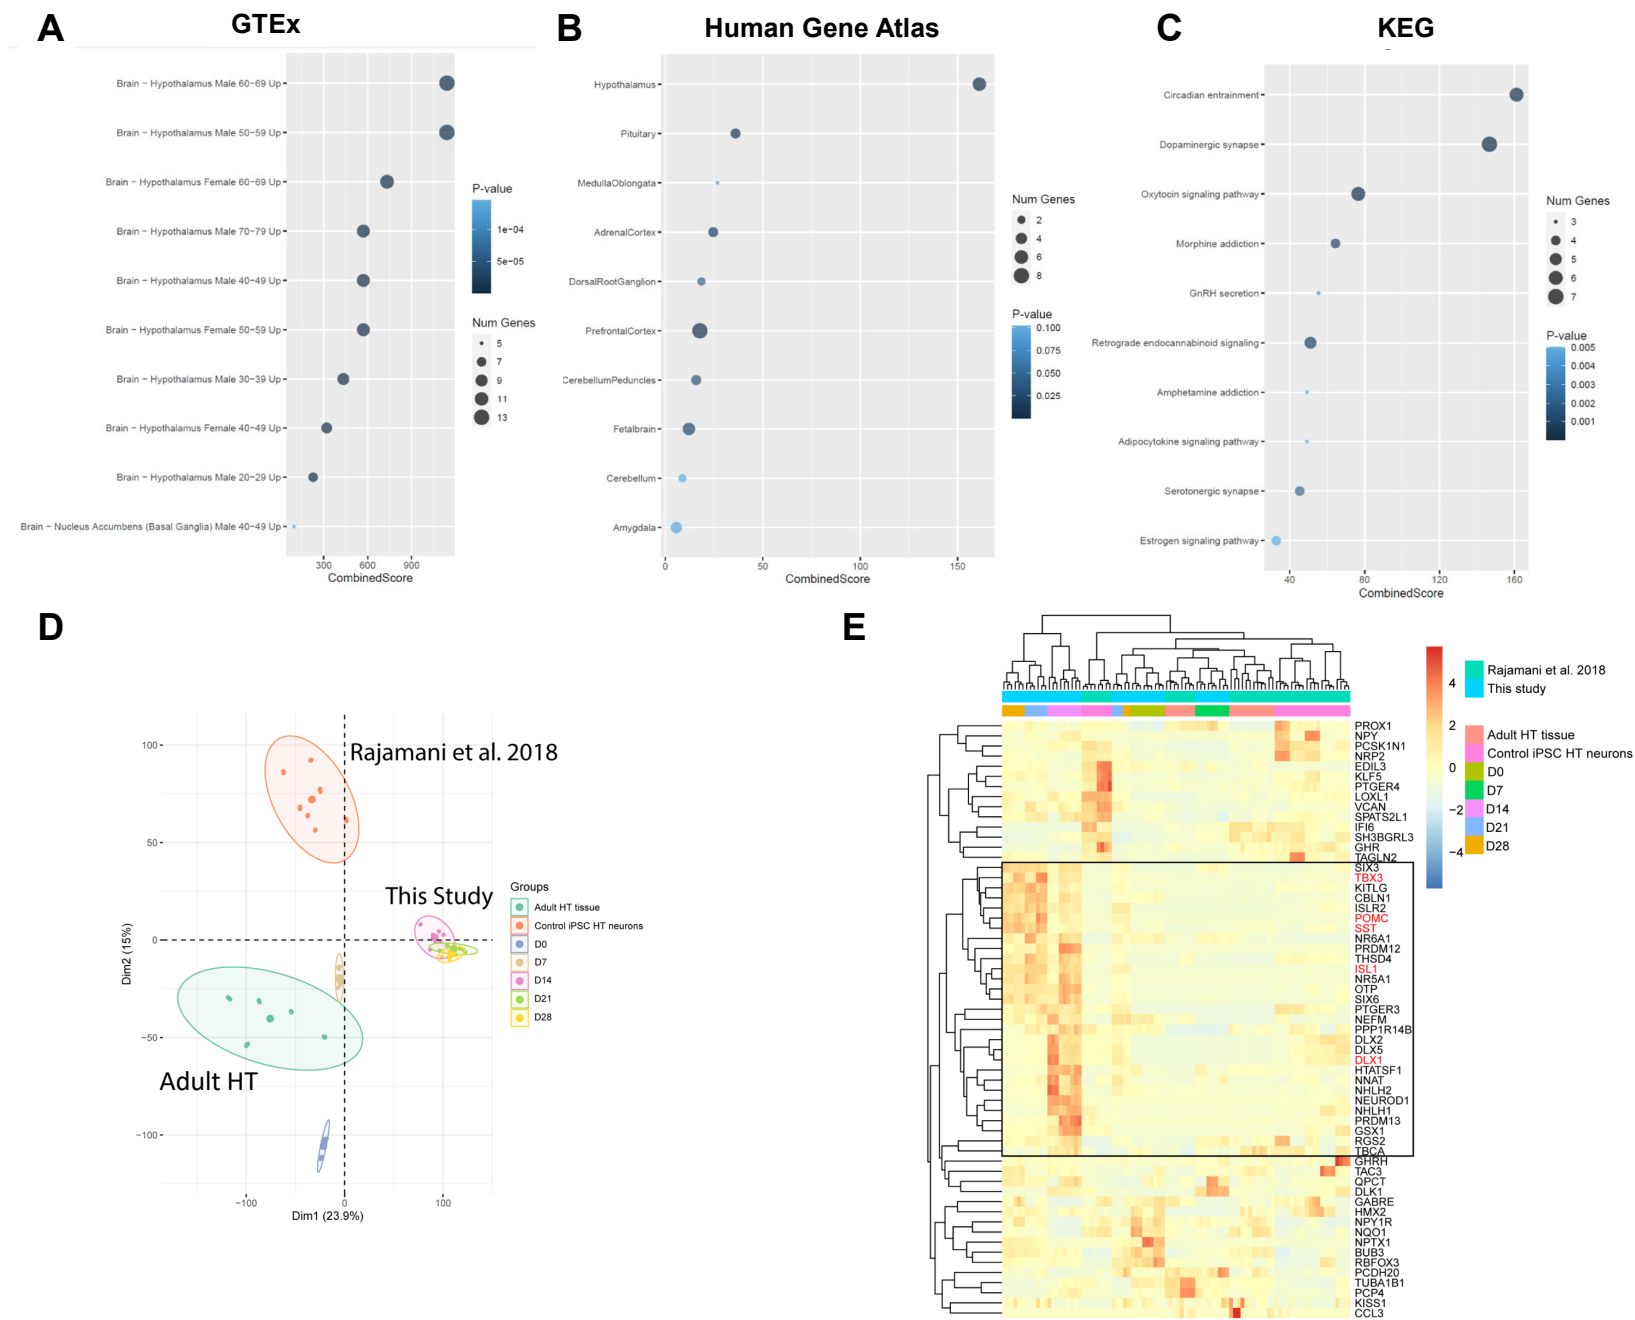 A
GTEx
Brain − Hypothalamus Male 60−69 Up
Brain − Hypothalamus Male 50−59 Up
Brain − Hypothalamus Female 60−69 Up
Brain − Hypothalamus Male 70−79 Up
Brain − Hypothalamus Male 40−49 Up
Brain − Hypothalamus Female 50−59 Up
Brain − Hypothalamus Male 30−39 Up
Brain − Hypothalamus Female 40−49 Up
Brain − Hypothalamus Male 20−29 Up
Brain − Nucleus Accumbens (Basal Ganglia) Male 40−49 Up
300 600 900
CombinedScore
P-value
1e−04
5e−05
Num Genes
5
7
9
11
13
B
Human Gene Atlas
Hypothalamus
Pituitary
MedullaOblongata
AdrenalCortex
DorsalRootGanglion
PrefrontalCortex
CerebellumPeduncles
Fetalbrain
Cerebellum
Amygdala
0 50 100 150
CombinedScore
Num Genes
2
4
6
8
P-value
0.100
0.075
0.050
0.025
C
KEG
Circadian entrainment
Dopaminergic synapse
Oxytocin signaling pathway
Morphine addiction
GnRH secretion
Retrograde endocannabinoid signaling
Amphetamine addiction
Adipocytokine signaling pathway
Serotonergic synapse
Estrogen signaling pathway
40 80 120 160
CombinedScore
Num Genes
3
4
5
6
7
P-value
0.005
0.004
0.003
0.002
0.001
D
Rajamani et al. 2018
This Study
Adult HT
100
50
0
−50
−100
Dim2 (15%)
−100 0 100
Dim1 (23.9%)
Groups
Adult HT tissue
Control iPSC HT neurons
D0
D7
D14
D21
D28
E
PROX1
NPY
PCSK1N1
NRP2
EDIL3
KLF5
PTGER4
LOXL1
VCAN
SPATS2L1
IFI6
SH3BGRL3
GHR
TAGLN2
SIX3
TBX3
KITLG
CBLN1
ISLR2
POMC
SST
NR6A1
PRDM12
THSD4
ISL1
NR5A1
OTP
SIX6
PTGER3
NEFM
PPP1R14B
DLX2
DLX5
DLX1
HTATSF1
NNAT
NHLH2
NEUROD1
NHLH1
PRDM13
GSX1
RGS2
TBCA
GHRH
TAC3
QPCT
DLK1
GABRE
HMX2
NPY1R
NQO1
NPTX1
BUB3
RBFOX3
PCDH20
TUBA1B1
PCP4
KISS1
CCL3
4
2
0
−2
−4
Rajamani et al. 2018
This study
Adult HT tissue
Control iPSC HT neurons
D0
D7
D14
D21
D28